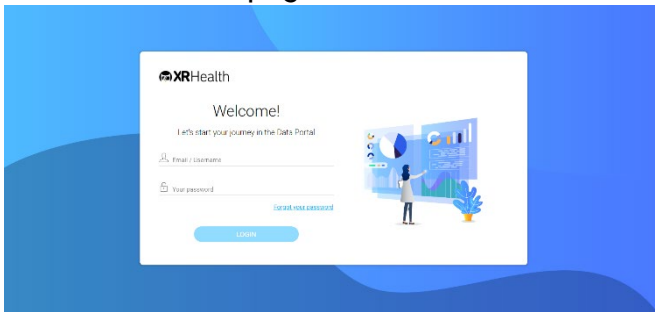 XRHealth
Welcome!
Let's start your journey in the Data Portal
Email / Username
Your password
Forgot your password
LOGIN